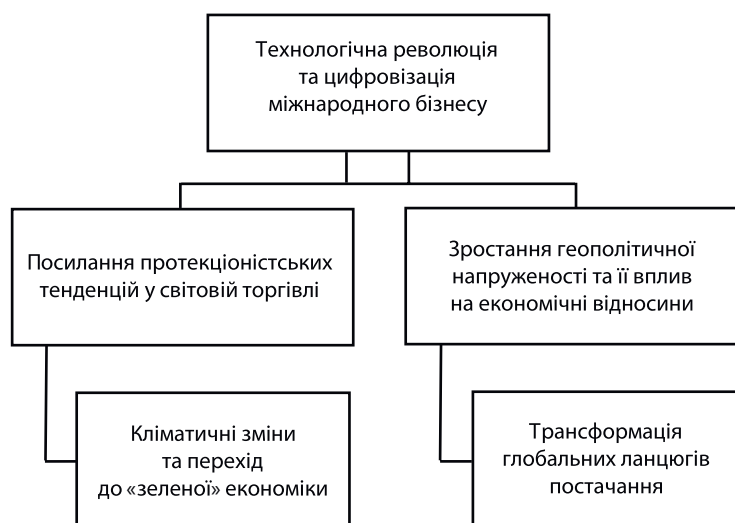 Технологічна революція
та цифровізація
міжнародного бізнесу
Посилання протекціоністських
тенденцій у світовій торгівлі
Зростання геополітичної
напруженості та її вплив
на економічні відносини
Кліматичні зміни
та перехід
до «зеленої» економіки
Трансформація
глобальних ланцюгів
постачання